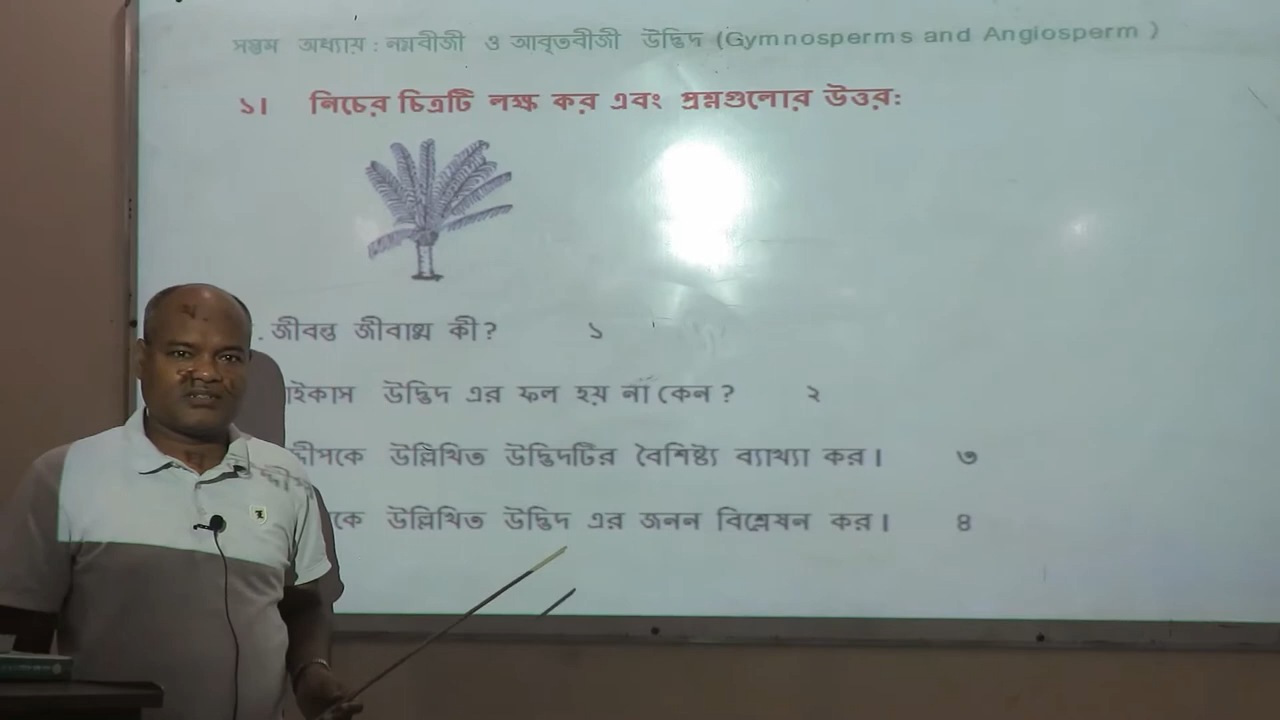 সপ্তম অধ্যায় : নগ্নবীজী ও আবৃতবীজী উদ্ভিদ (Gymnosperms and Angiosperm )
১। নিচের চিত্রটি লক্ষ কর এবং প্রশ্নগুলোর উত্তর:
. জীবন্ত জীবাশ্ম কী? ১
াইকাস উদ্ভিদ এর ফল হয় না কেন ? ২
দ্দীপকে উল্লিখিত উদ্ভিদটির বৈশিষ্ট্য ব্যাখ্যা কর। ৩
কে উল্লিখিত উদ্ভিদ এর জনন বিশ্লেষন কর। ৪